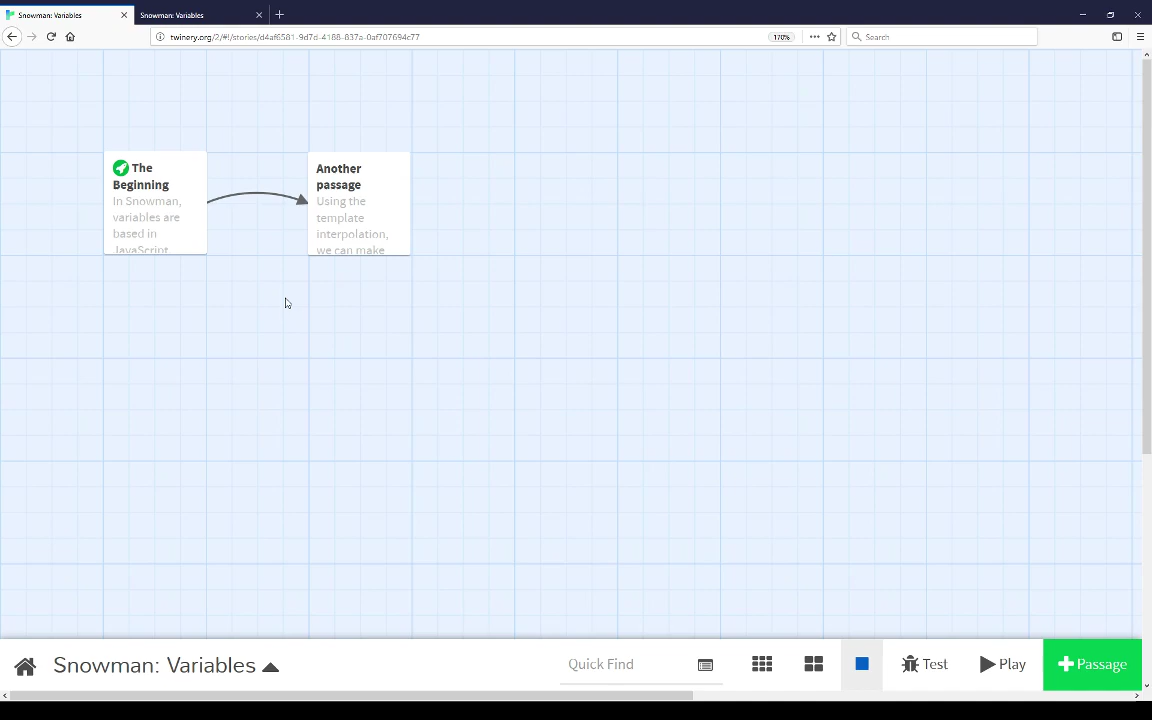 Snowman: Variables
Snowman: Variables
twinery.org/2/#!/stories/d4af6581-9d7d-4188-837a-0af707694c77
170%
Search
The
Beginning
In Snowman,
variables are
based in
JavaScript
Another
passage
Using the
template
interpolation,
we can make
Snowman: Variables
Quick Find
Test
Play
Passage